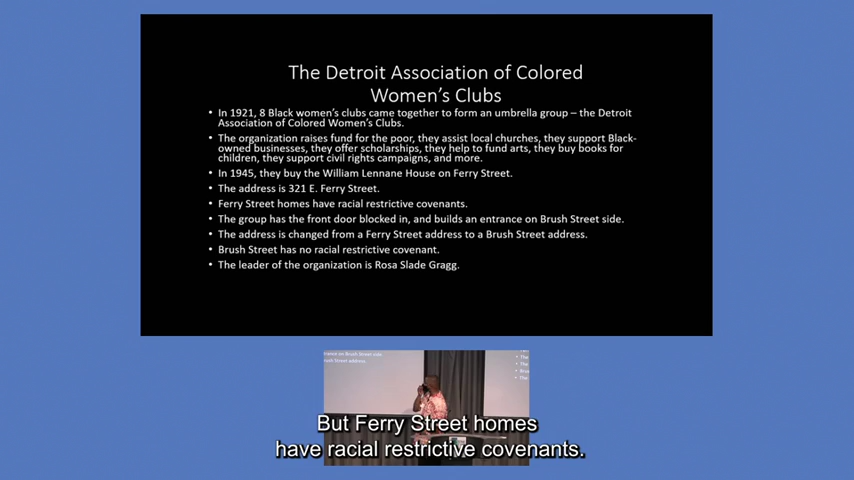 The Detroit Association of Colored
Women's Clubs
• In 1921, 8 Black women's clubs came together to form an umbrella group – the Detroit
Association of Colored Women's Clubs.
• The organization raises fund for the poor, they assist local churches, they support Black-
owned businesses, they offer scholarships, they help to fund arts, they buy books for
children, they support civil rights campaigns, and more.
• In 1945, they buy the William Lennane House on Ferry Street.
• The address is 321 E. Ferry Street.
• Ferry Street homes have racial restrictive covenants.
• The group has the front door blocked in, and builds an entrance on Brush Street side.
• The address is changed from a Ferry Street address to a Brush Street address.
• Brush Street has no racial restrictive covenant.
• The leader of the organization is Rosa Slade Gragg.
But Ferry Street homes
have racial restrictive covenants.